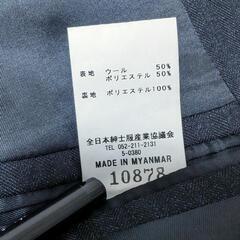 表地 ウール 50%
ポリエステル 50%
裏地 ポリエステル100%
全日本紳士服産業協議会
TEL 052-211-2131
5-0380
MADE IN MYANMAR
10878